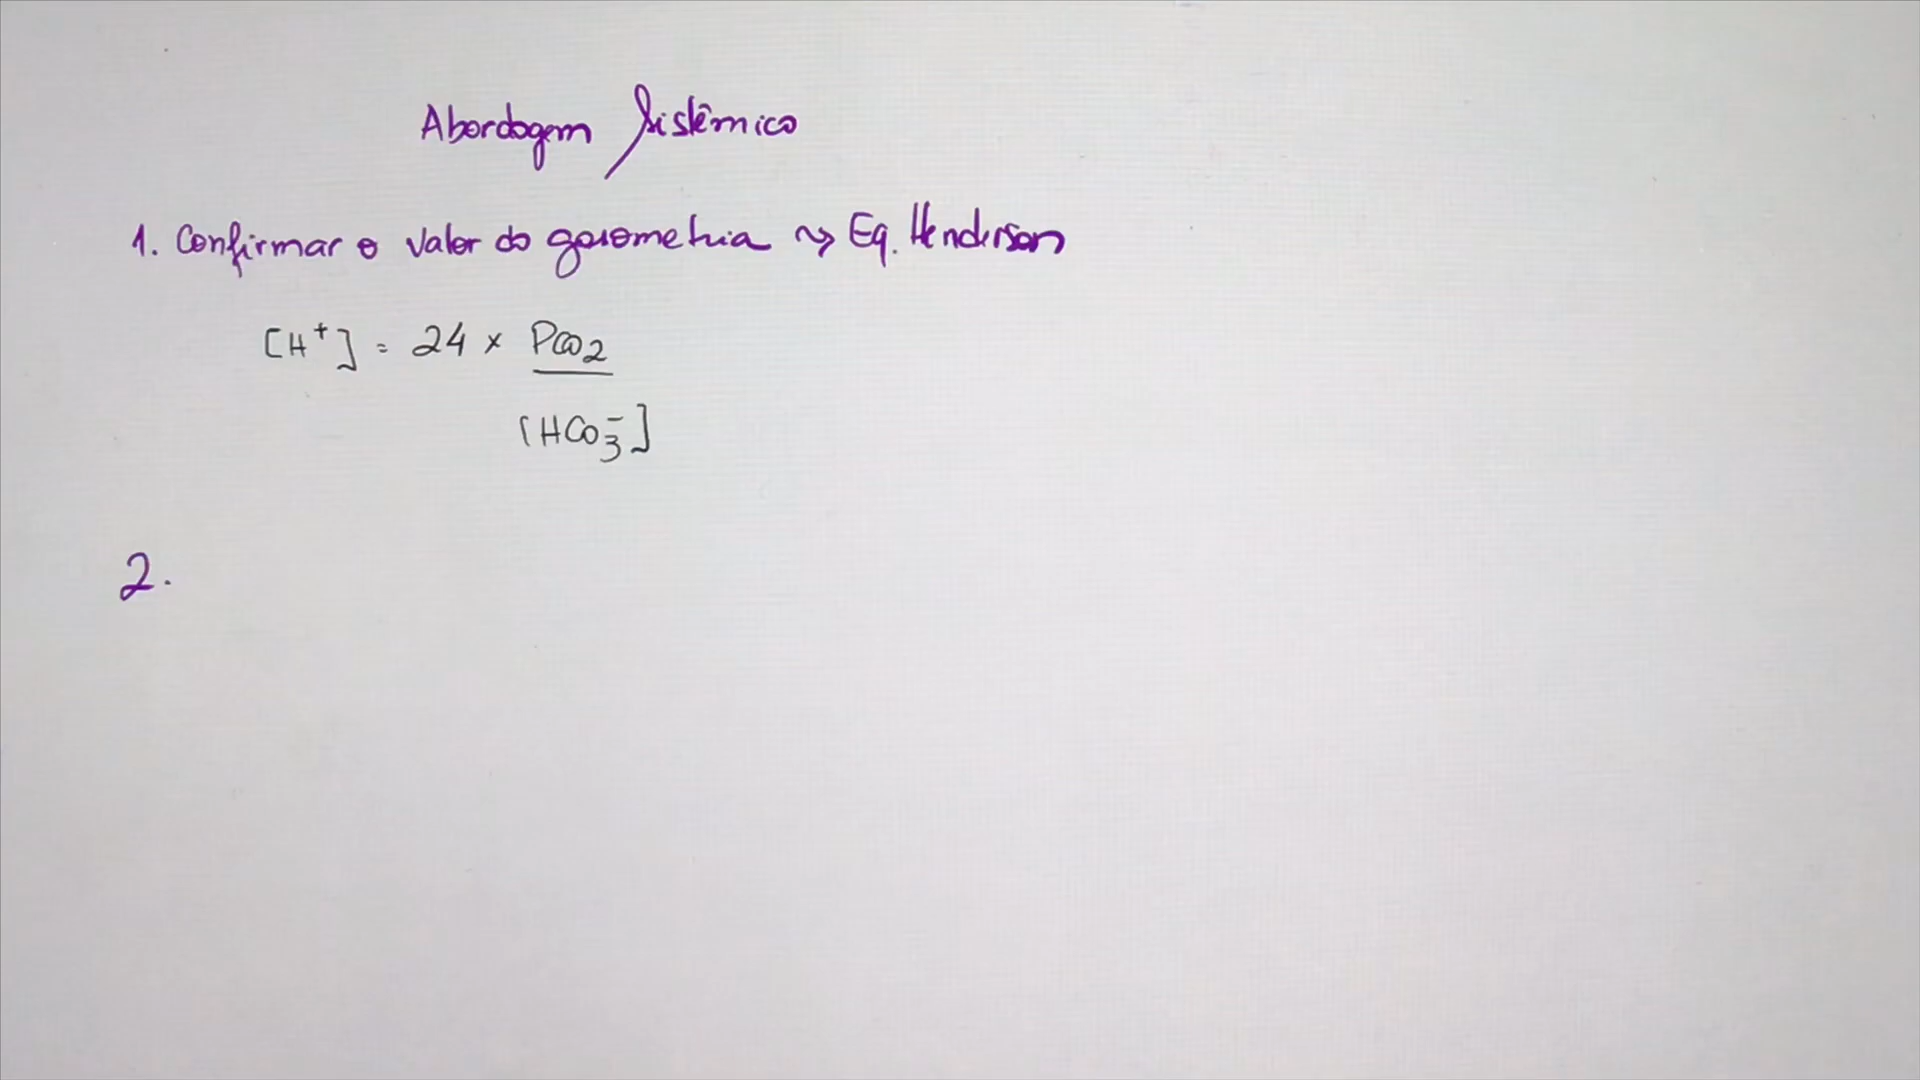 Abordagem Sistêmica
1. Confirmar o valor da gasometria ⇝ Eq. Henderson
[H⁺] = 24 × PCO₂
[HCO₃⁻]
2.